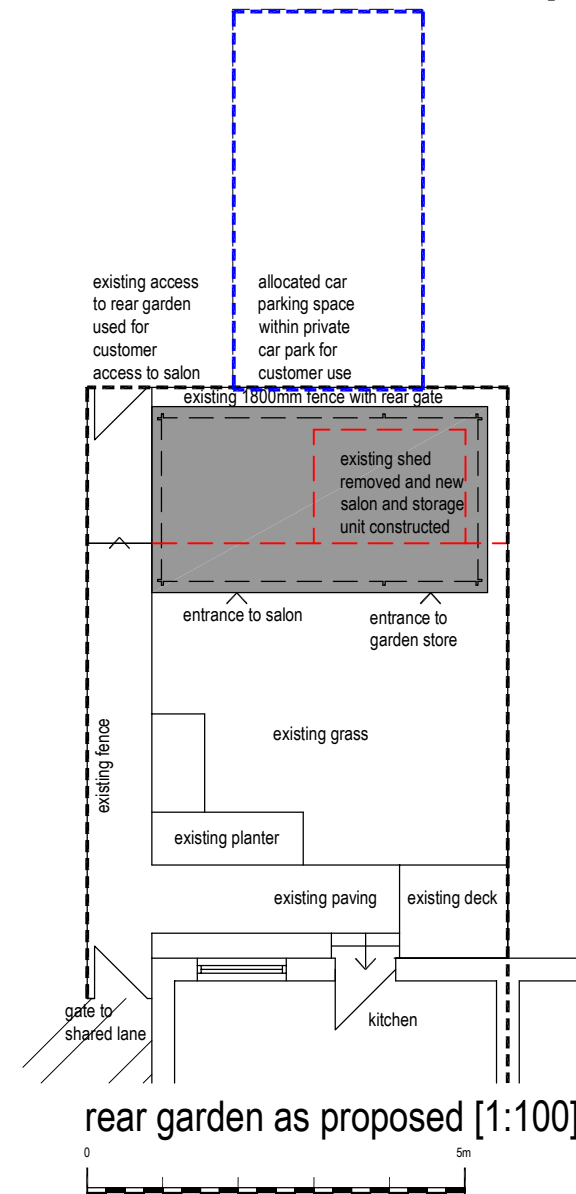 existing access
to rear garden
used for
customer
access to salon
allocated car
parking space
within private
car park for
customer use
existing 1800mm fence with rear gate
existing shed
removed and new
salon and storage
unit constructed
entrance to salon
entrance to
garden store
existing fence
existing grass
existing planter
existing paving
existing deck
gate to
shared lane
kitchen
rear garden as proposed [1:100]
0
5m